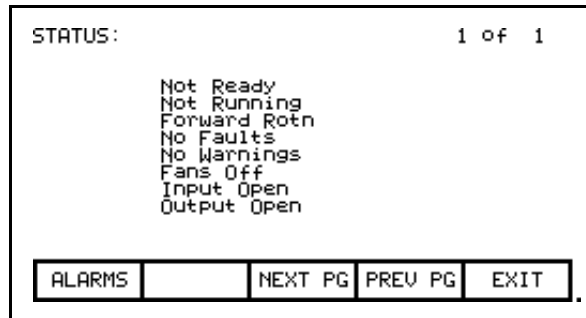 STATUS: 1 of 1
Not Ready
Not Running
Forward Rotn
No Faults
No Warnings
Fans Off
Input Open
Output Open
ALARMS NEXT PG PREV PG EXIT